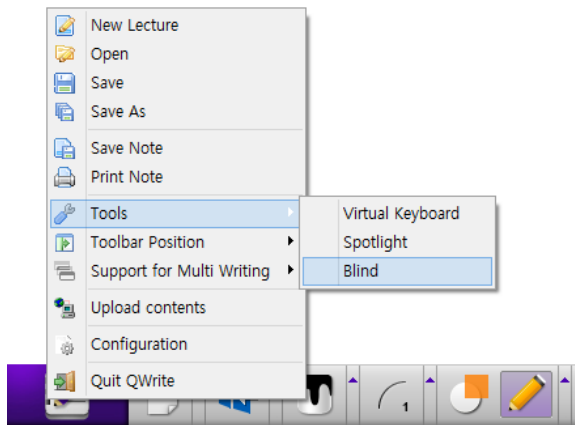 New Lecture
Open
Save
Save As
Save Note
Print Note
Tools
Virtual Keyboard
Toolbar Position
Spotlight
Support for Multi Writing
Blind
Upload contents
Configuration
Quit QWrite
1